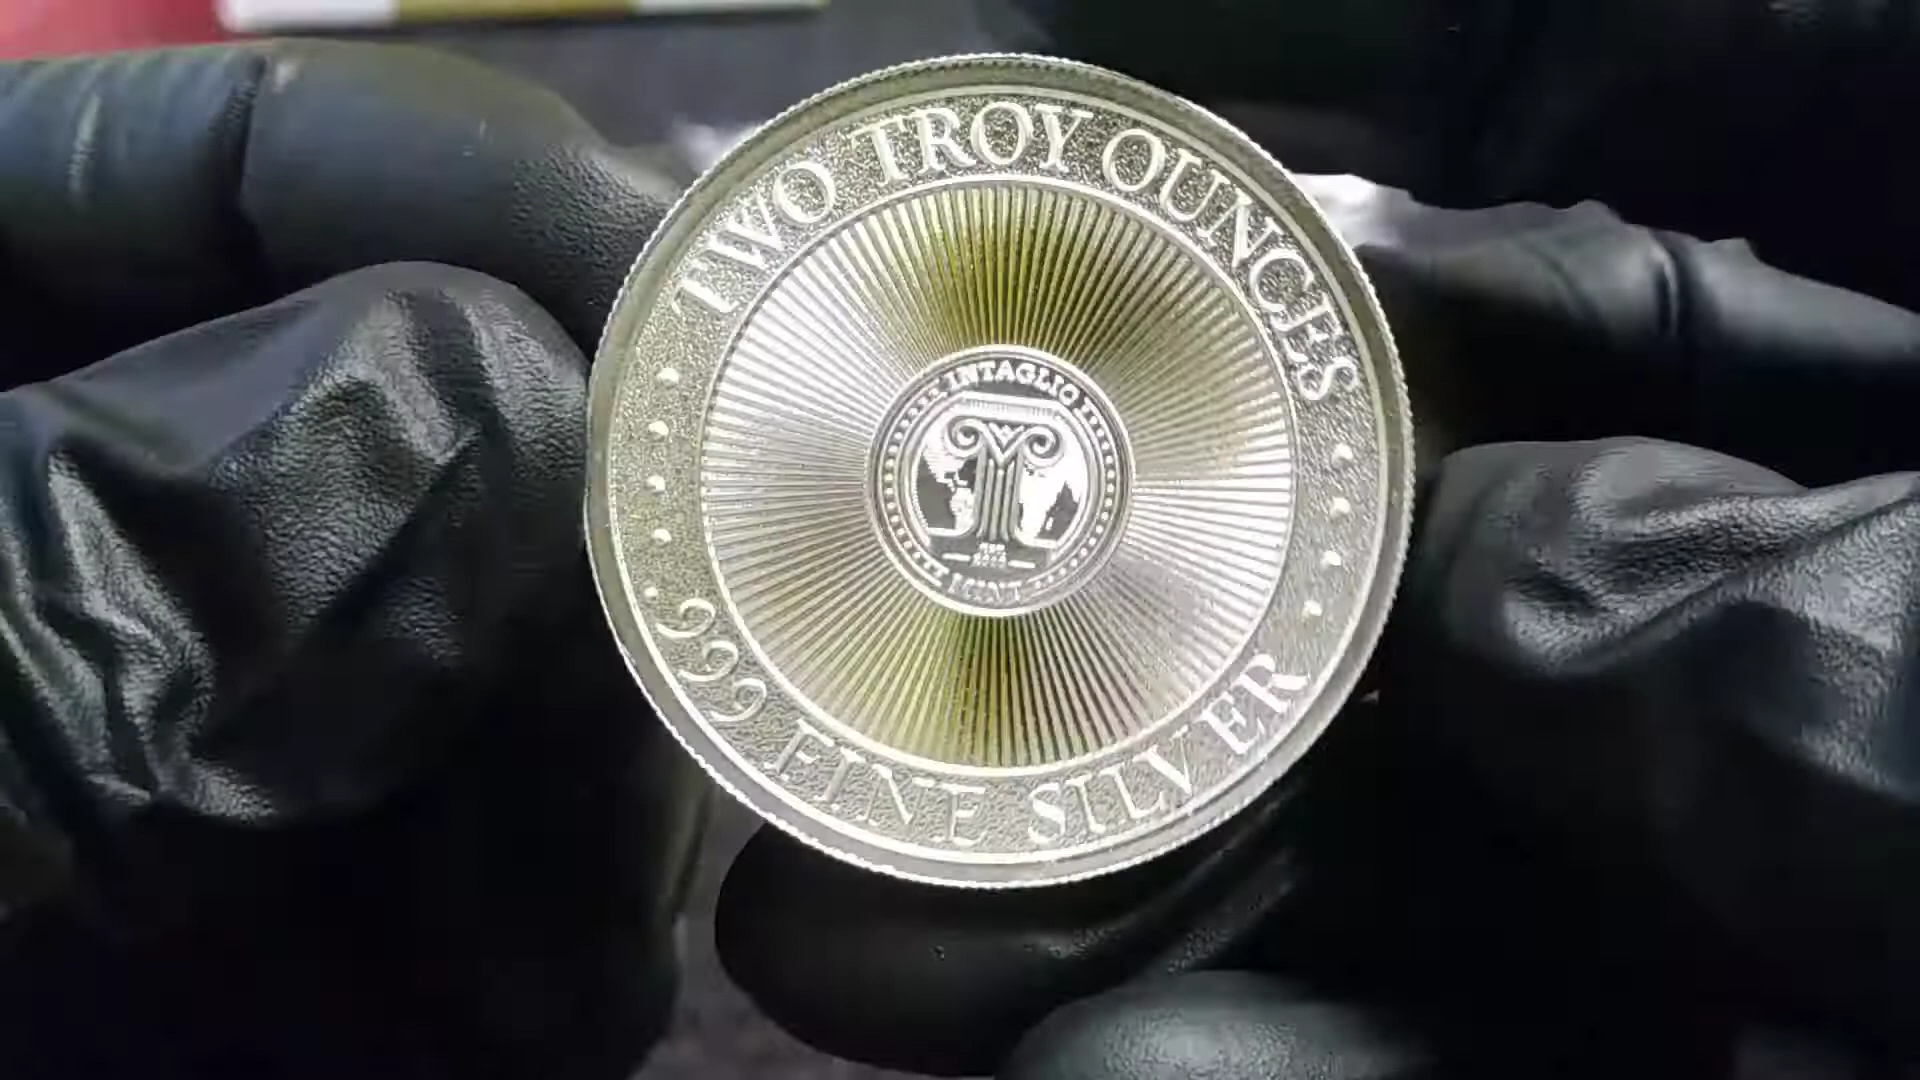 TWO TROY OUNCES
INTAGLIO
MINT
999 FINE SILVER